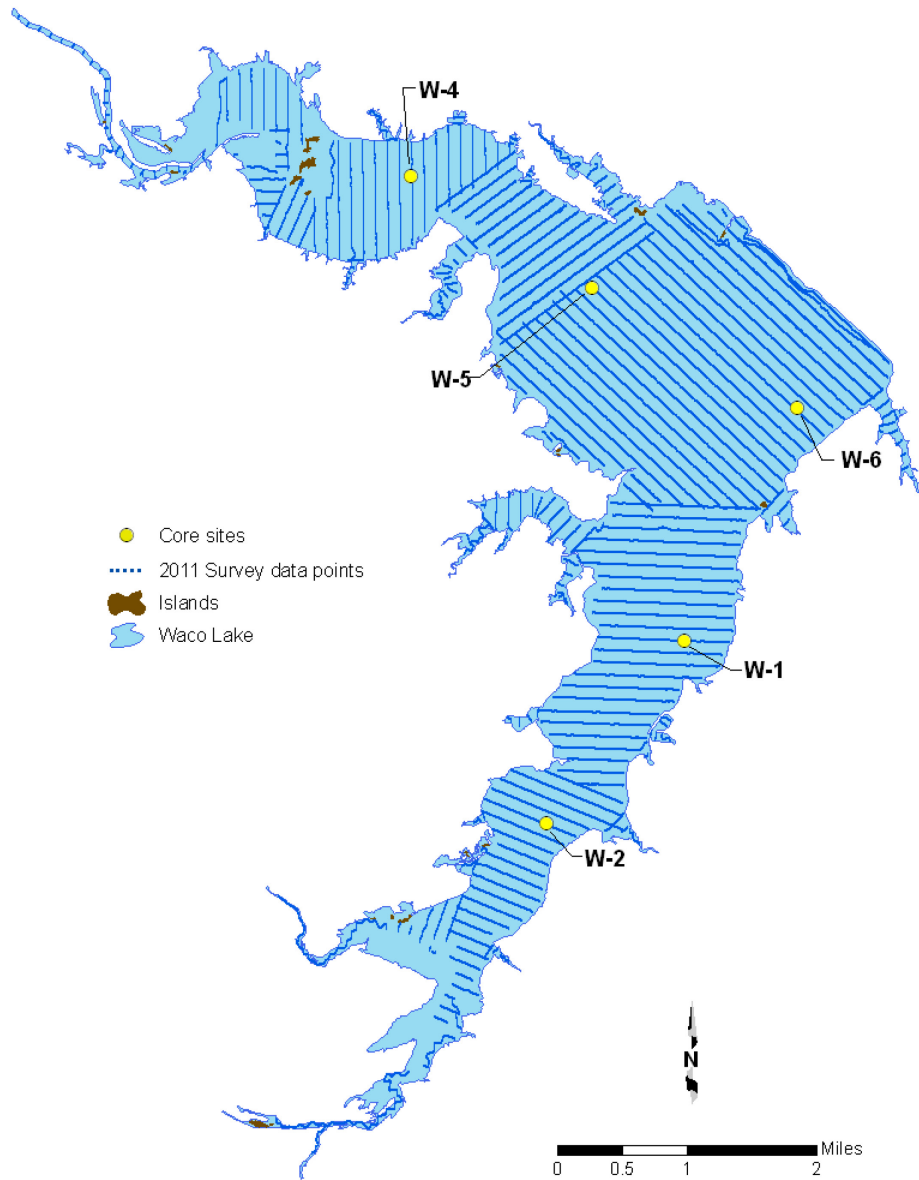 W-4
W-5
W-6
Core sites
2011 Survey data points
Islands
Waco Lake
W-1
W-2
N
Miles
0 0.5 1 2